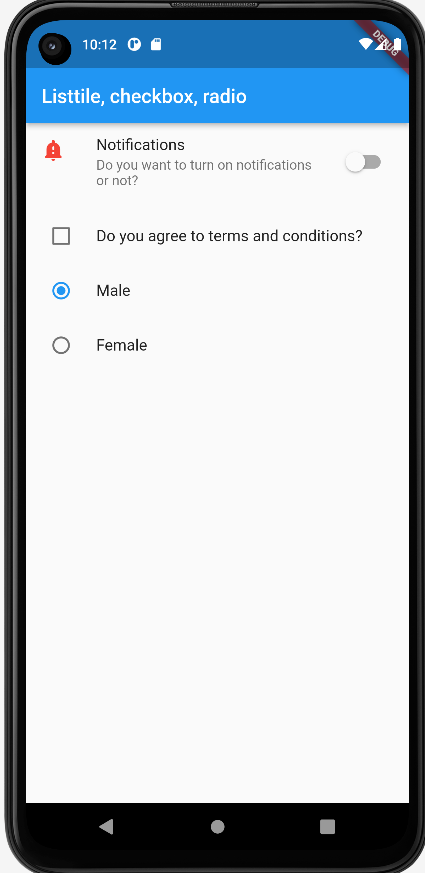 10:12
DEBUG
Listtile, checkbox, radio
Notifications
Do you want to turn on notifications
or not?
Do you agree to terms and conditions?
Male
Female